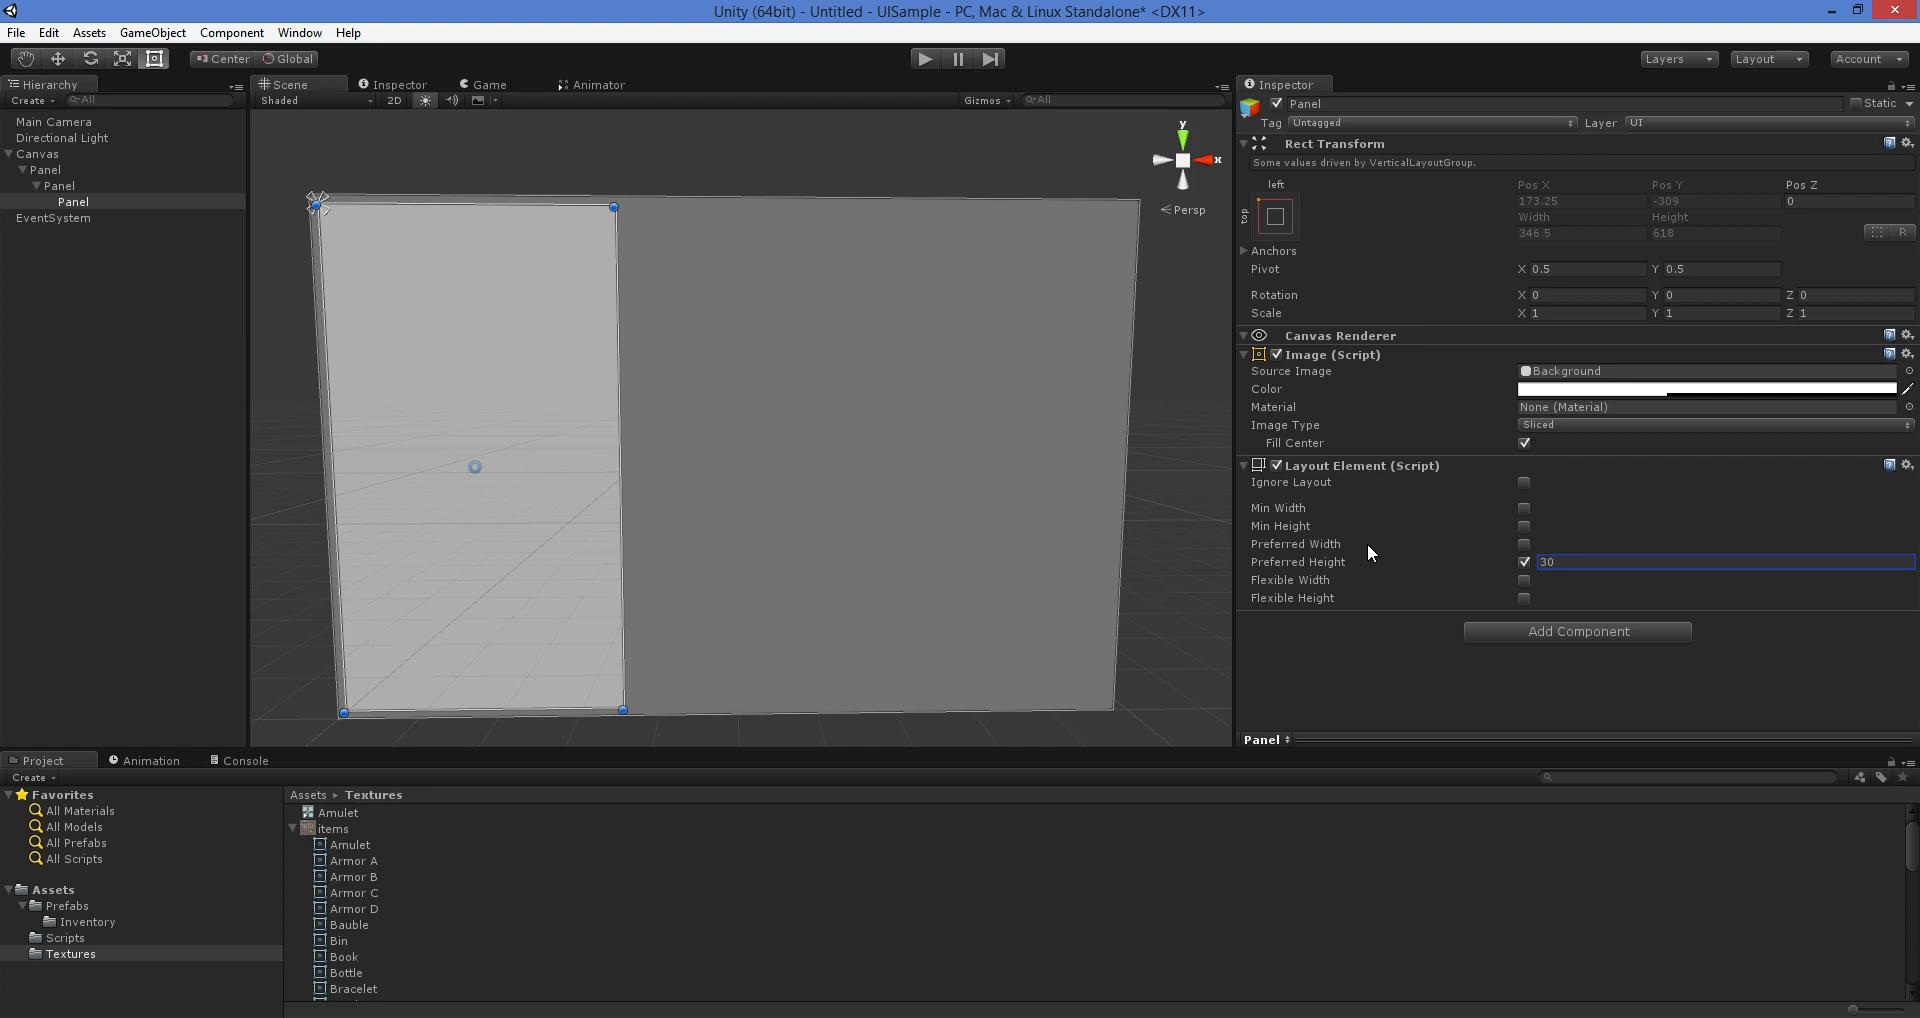 Unity (64bit) - Untitled - UISample - PC, Mac & Linux Standalone* <DX11>
File Edit Assets GameObject Component Window Help
Center Global Layers Layout Account
Hierarchy
Create All
Main Camera
Directional Light
Canvas
Panel
Panel
Panel
EventSystem
Scene Inspector Game Animator
Shaded 2D Gizmos All
y
x
Persp
Inspector
Panel Static
Tag Untagged Layer UI
Rect Transform
Some values driven by VerticalLayoutGroup.
left Pos X Pos Y Pos Z
top 173.25 -309 0
Width Height
346.5 618 R
Anchors
Pivot X 0.5 Y 0.5
Rotation X 0 Y 0 Z 0
Scale X 1 Y 1 Z 1
Canvas Renderer
Image (Script)
Source Image Background
Color
Material None (Material)
Image Type Sliced
Fill Center
Layout Element (Script)
Ignore Layout
Min Width
Min Height
Preferred Width
Preferred Height 30
Flexible Width
Flexible Height
Add Component
Panel
Project Animation Console
Create
Favorites
All Materials
All Models
All Prefabs
All Scripts
Assets
Prefabs
Inventory
Scripts
Textures
Assets Textures
Amulet
items
Amulet
Armor A
Armor B
Armor C
Armor D
Bauble
Bin
Book
Bottle
Bracelet